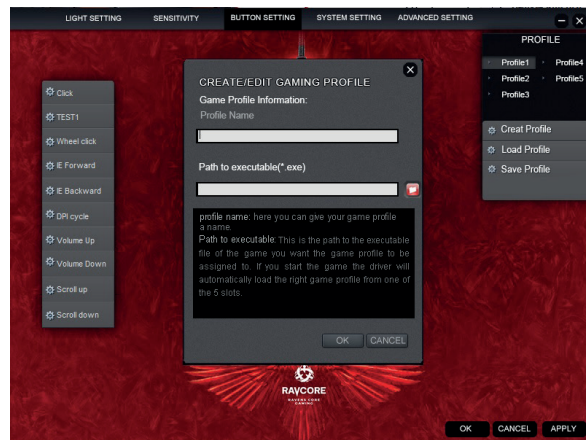 LIGHT SETTING SENSITIVITY BUTTON SETTING SYSTEM SETTING ADVANCED SETTING
PROFILE
Profile1 Profile4
Profile2 Profile5
Profile3
Creat Profile
Load Profile
Save Profile
Click
TEST1
Wheel click
IE Forward
IE Backward
DPI cycle
Volume Up
Volume Down
Scroll up
Scroll down
CREATE/EDIT GAMING PROFILE
Game Profile Information:
Profile Name
Path to executable(*.exe)
profile name: here you can give your game profile
a name.
Path to executable: This is the path to the executable
file of the game you want the game profile to be
assigned to. If you start the game the driver will
automatically load the right game profile from one of
the 5 slots.
OK CANCEL
RAVCORE
RAVENS CORE
GAMING
OK CANCEL APPLY